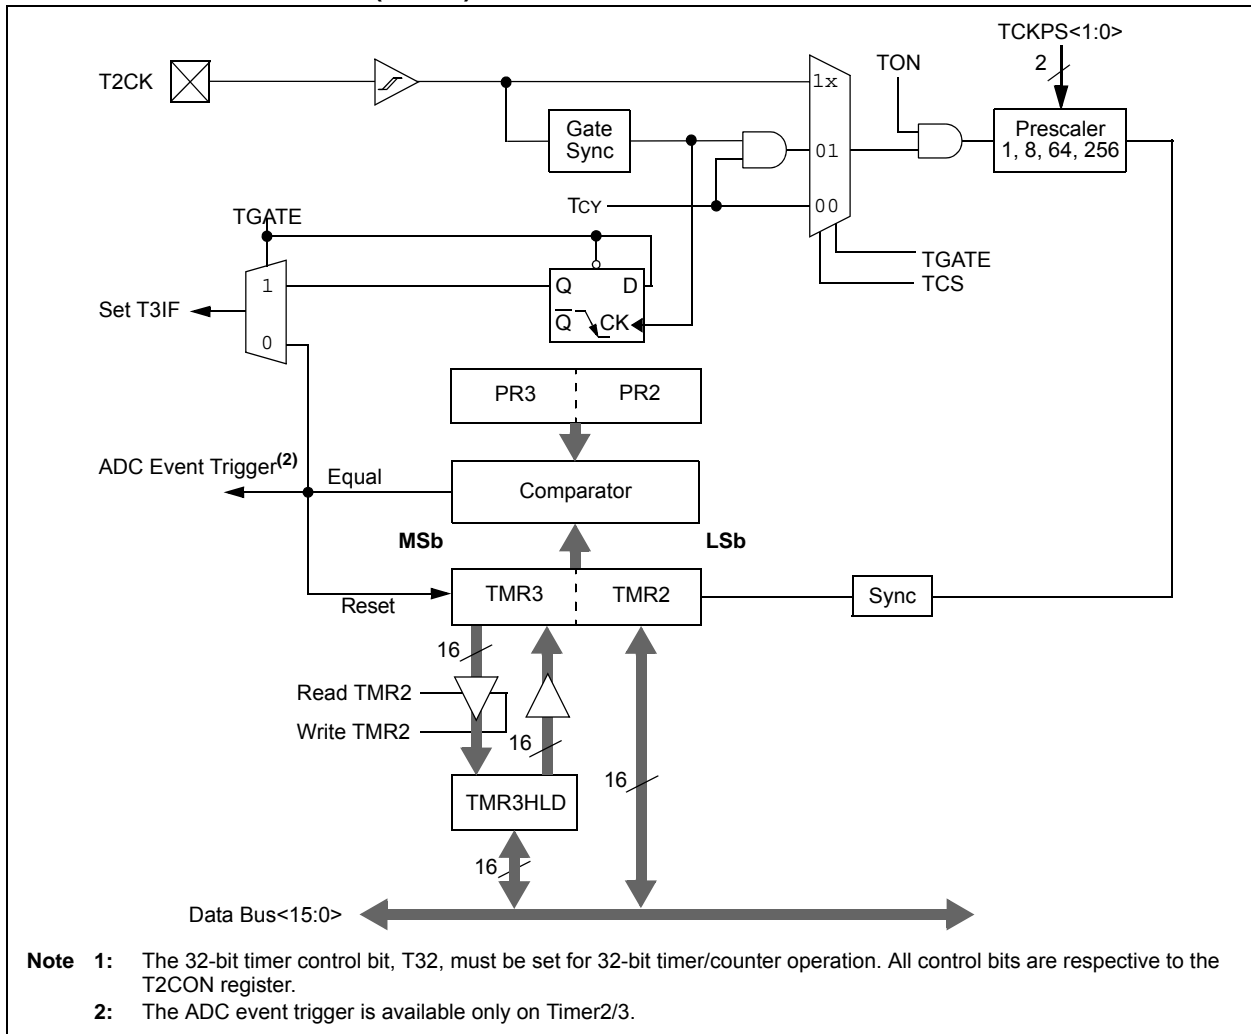 TCKPS<1:0>
2
T2CK
TON
1x
Gate
Sync
Prescaler
1, 8, 64, 256
01
TCY
00
TGATE
TGATE
TCS
1
Q
D
Set T3IF
Q
CK
0
PR3
PR2
ADC Event Trigger(2)
Equal
Comparator
MSb
LSb
TMR3
TMR2
Sync
Reset
16
Read TMR2
Write TMR2
16
16
TMR3HLD
16
Data Bus<15:0>
Note 1: The 32-bit timer control bit, T32, must be set for 32-bit timer/counter operation. All control bits are respective to the
T2CON register.
2: The ADC event trigger is available only on Timer2/3.